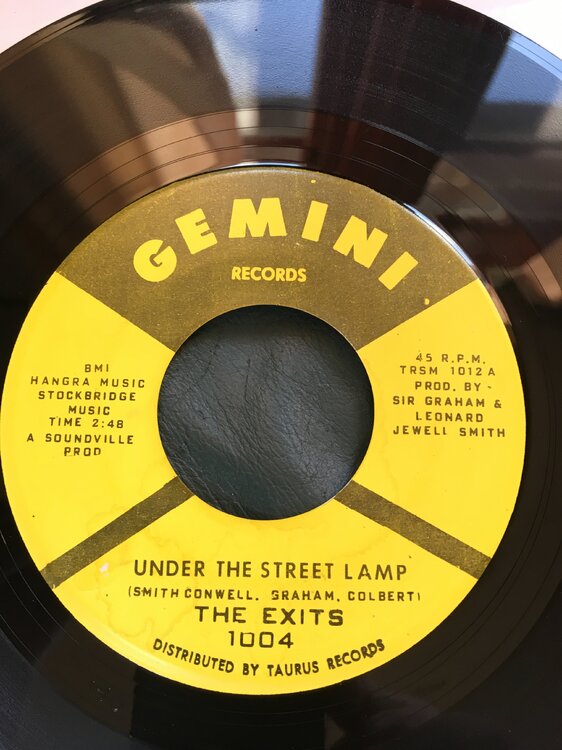 GEMINI
RECORDS
BMI
HANGRA MUSIC
STOCKBRIDGE
MUSIC
TIME 2:48
A SOUNDVILLE
PROD
45 R.P.M.
TRSM 1012 A
PROD. BY -
SIR GRAHAM &
LEONARD
JEWELL SMITH
UNDER THE STREET LAMP
(SMITH CONWELL, GRAHAM, COLBERT)
THE EXITS
1004
DISTRIBUTED BY TAURUS RECORDS